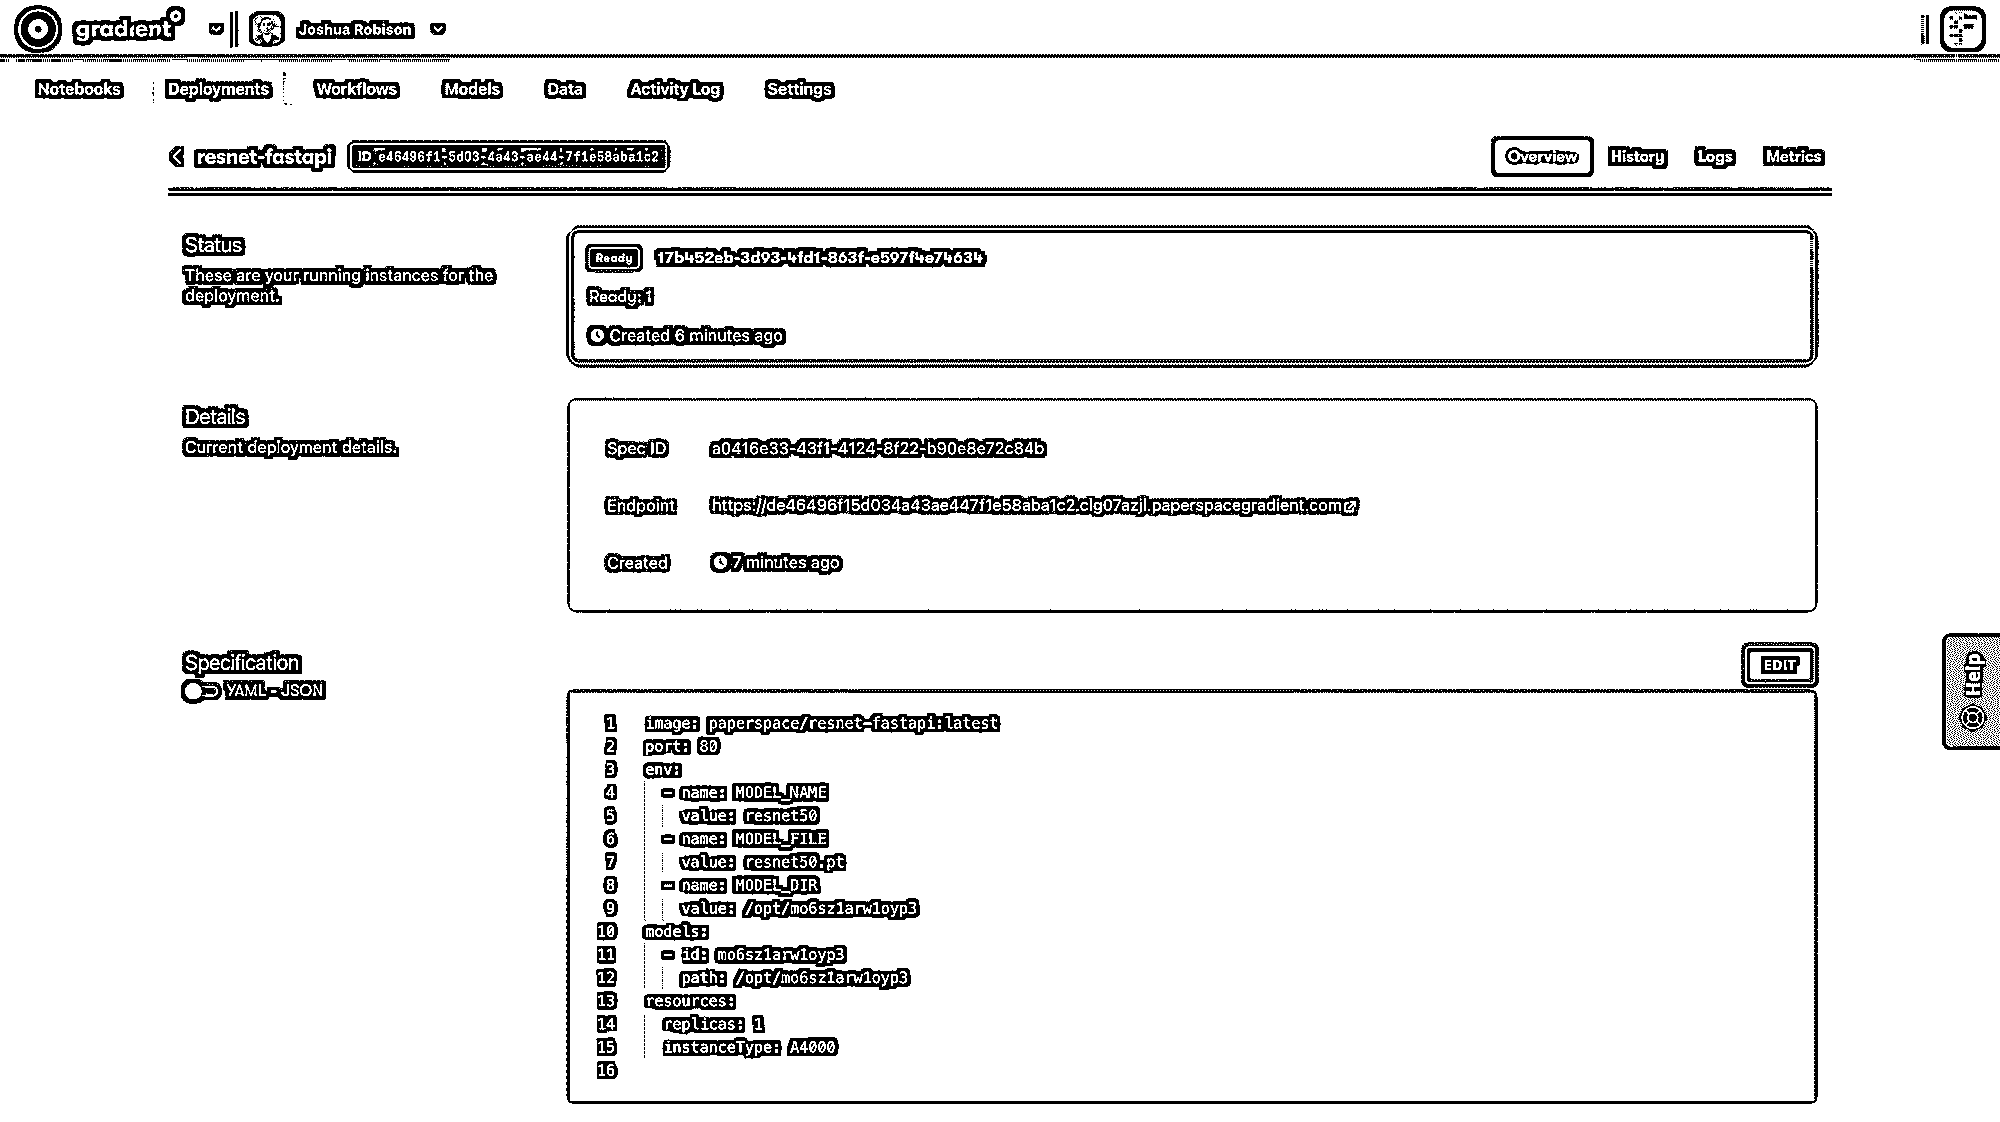 gradient
Joshua Robison
Notebooks
Deployments
Workflows
Models
Data
Activity Log
Settings
resnet-fastapi
ID e46496f1-5d03-4a43-ae44-7f1e58aba1c2
Overview
History
Logs
Metrics
Status
These are your running instances for the
deployment.
Ready 17b452eb-3d93-4fd1-863f-e597f4e74634
Ready: 1
Created 6 minutes ago
Details
Current deployment details.
Spec ID a0416e33-43f1-4124-8f22-b90e8e72c84b
Endpoint https://de46496f15d034a43ae447f1e58aba1c2.clg07azjl.paperspacegradient.com
Created 7 minutes ago
Specification
YAML - JSON
EDIT
Help
1 image: paperspace/resnet-fastapi:latest
2 port: 80
3 env:
4 - name: MODEL_NAME
5 value: resnet50
6 - name: MODEL_FILE
7 value: resnet50.pt
8 - name: MODEL_DIR
9 value: /opt/mo6sz1arw1oyp3
10 models:
11 - id: mo6sz1arw1oyp3
12 path: /opt/mo6sz1arw1oyp3
13 resources:
14 replicas: 1
15 instanceType: A4000
16